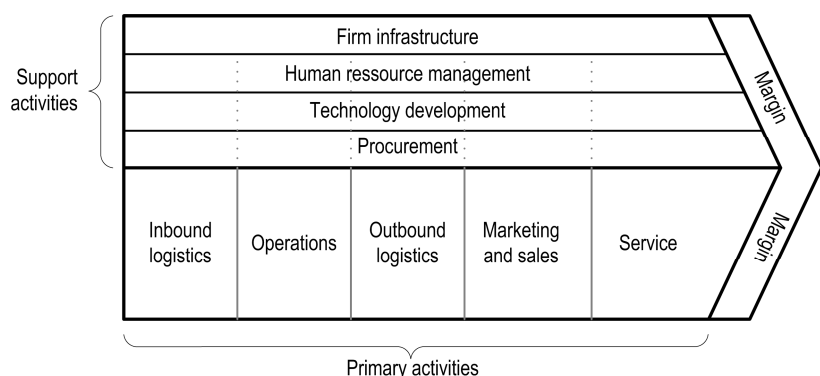 Firm infrastructure
Support
activities
Human ressource management
Technology development
Procurement
Margin
Margin
Inbound
logistics
Operations
Outbound
logistics
Marketing
and sales
Service
Primary activities